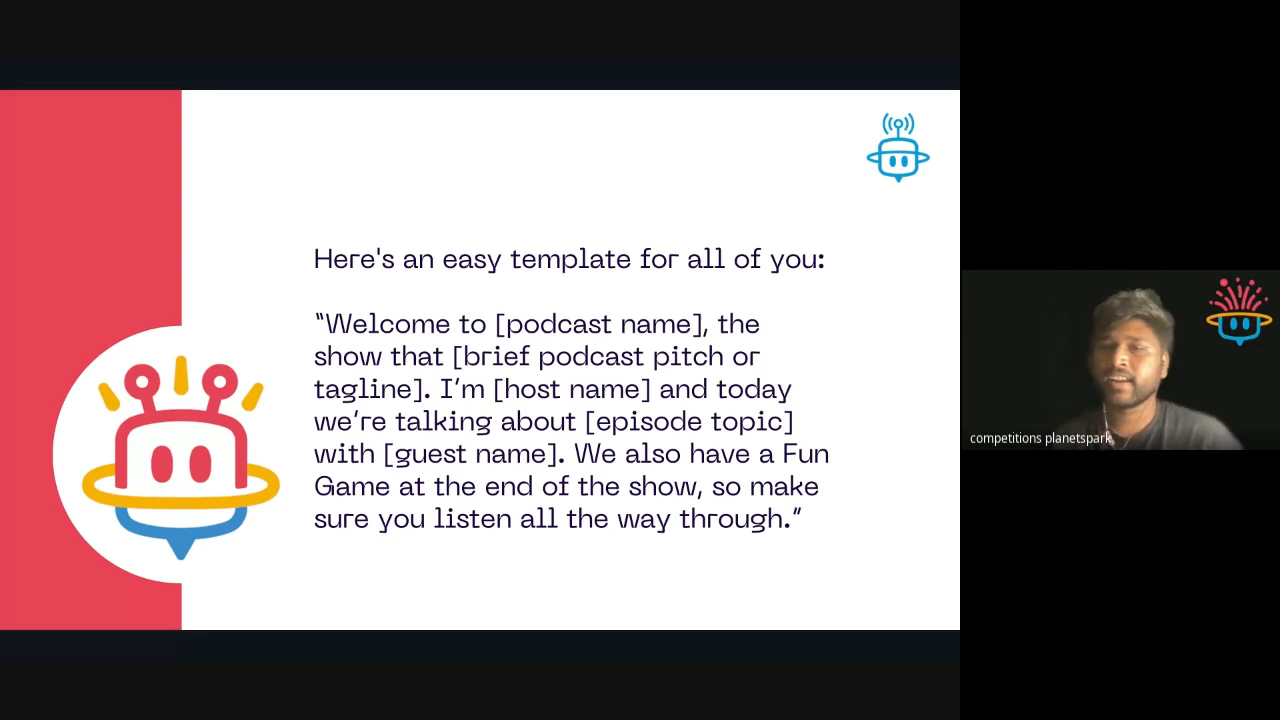 Here's an easy template for all of you:
“Welcome to [podcast name], the
show that [brief podcast pitch or
tagline]. I’m [host name] and today
we’re talking about [episode topic]
with [guest name]. We also have a Fun
Game at the end of the show, so make
sure you listen all the way through.”
competitions planetspark